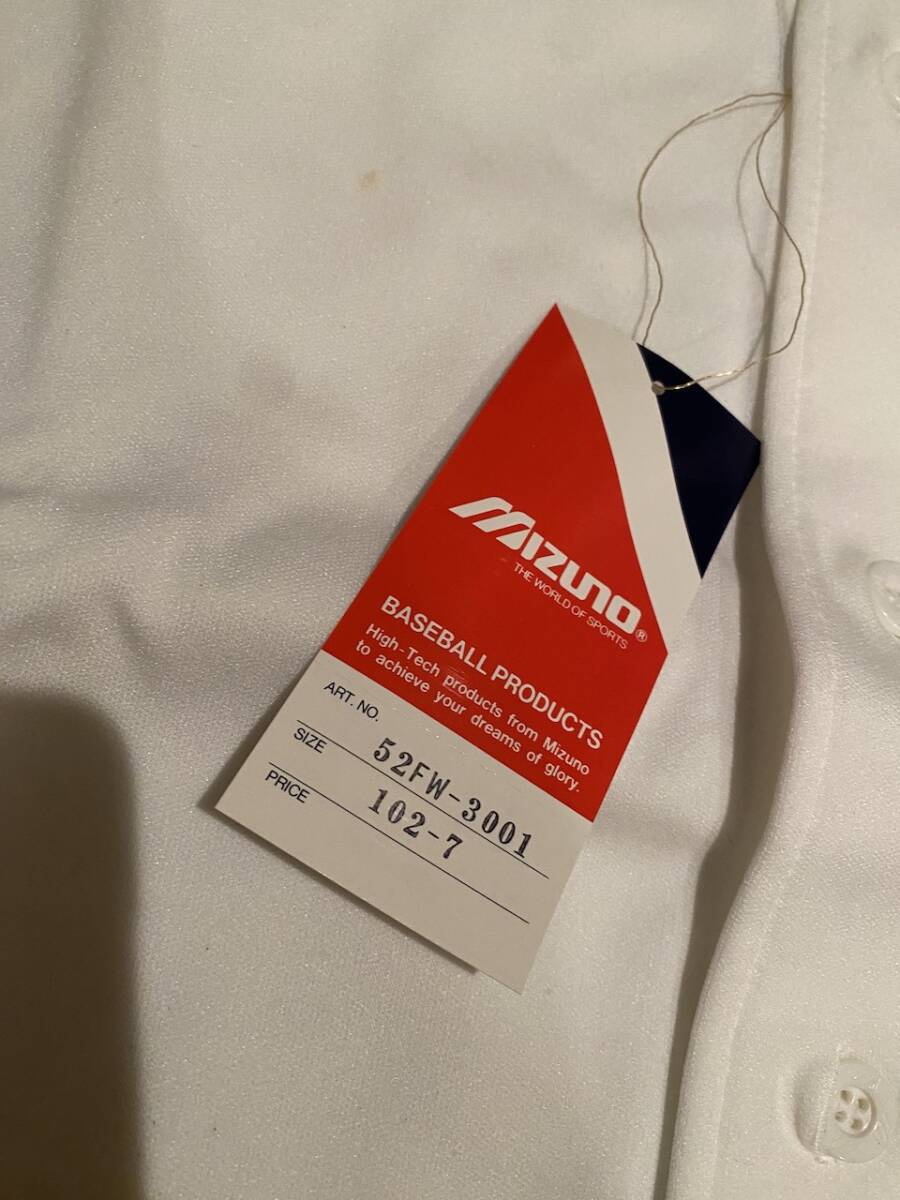 MIZUNO®
THE WORLD OF SPORTS
BASEBALL PRODUCTS
High-Tech products from Mizuno
to achieve your dreams of glory.
ART. NO. 52FW-3001
SIZE 102-7
PRICE